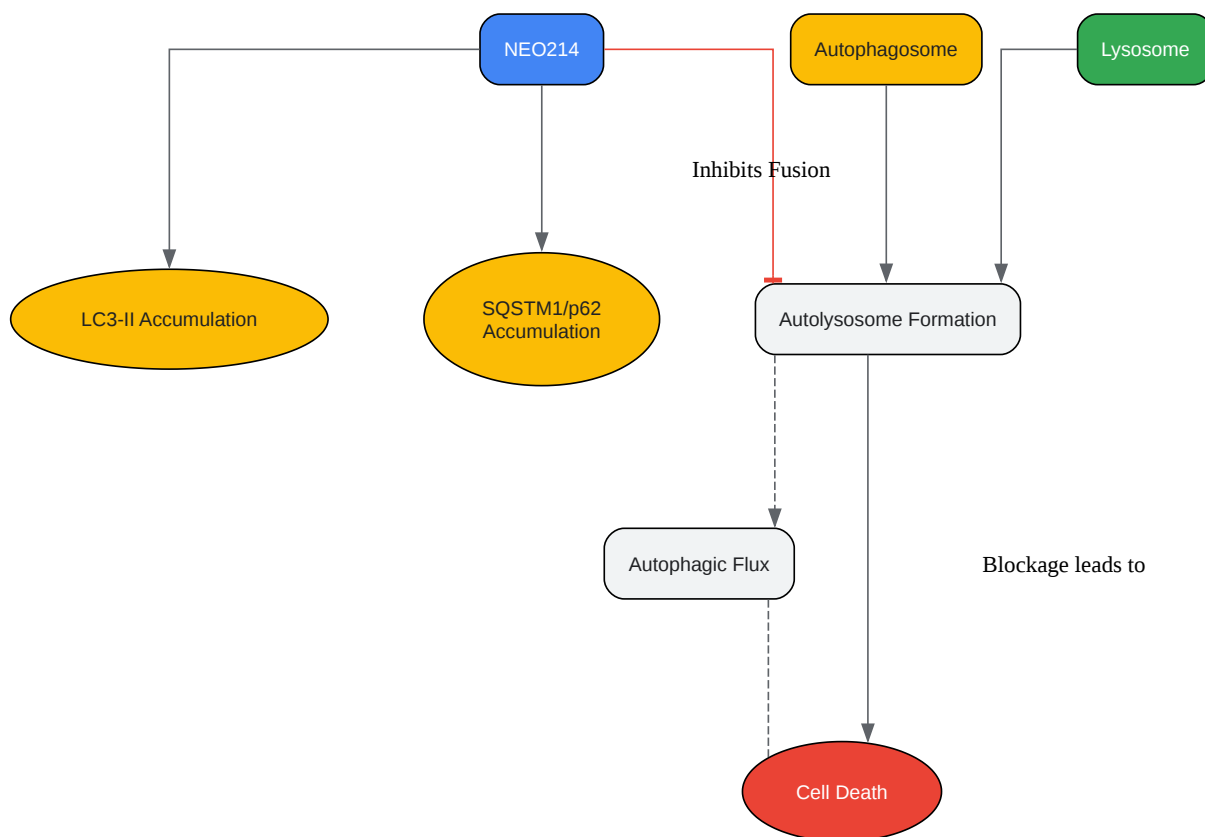 NEO214
Autophagosome
Lysosome
Inhibits Fusion
LC3-II Accumulation
SQSTM1/p62
Accumulation
Autolysosome Formation
Autophagic Flux
Blockage leads to
Cell Death